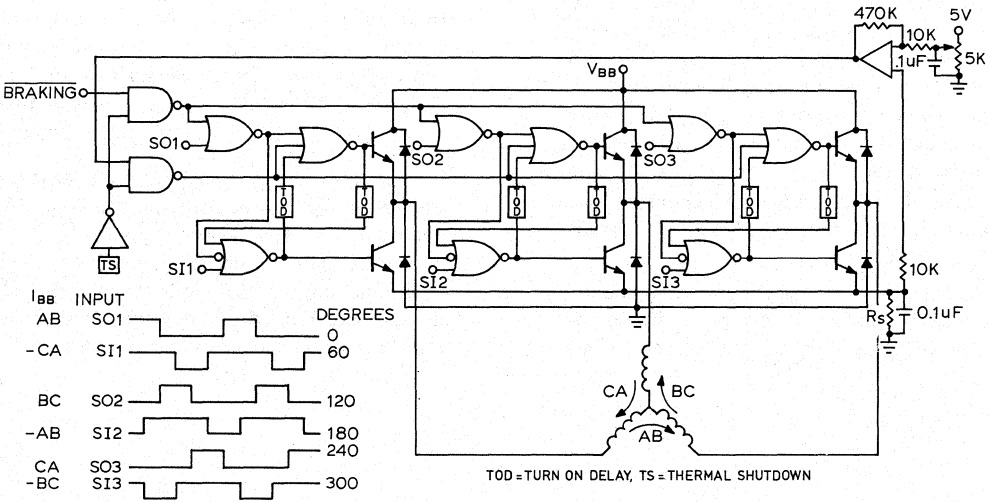 470K
10K
5V
.1uF
5K
V BB
BRAKING
SO1
SO2
SO3
TOD
TOD
TOD
TOD
TOD
TOD
TS
SI1
SI2
SI3
10K
RS
0.1uF
IBB INPUT DEGREES
AB SO1 0
-CA SI1 60
BC SO2 120
-AB SI2 180
CA SO3 240
-BC SI3 300
CA
BC
AB
TOD=TURN ON DELAY, TS=THERMAL SHUTDOWN